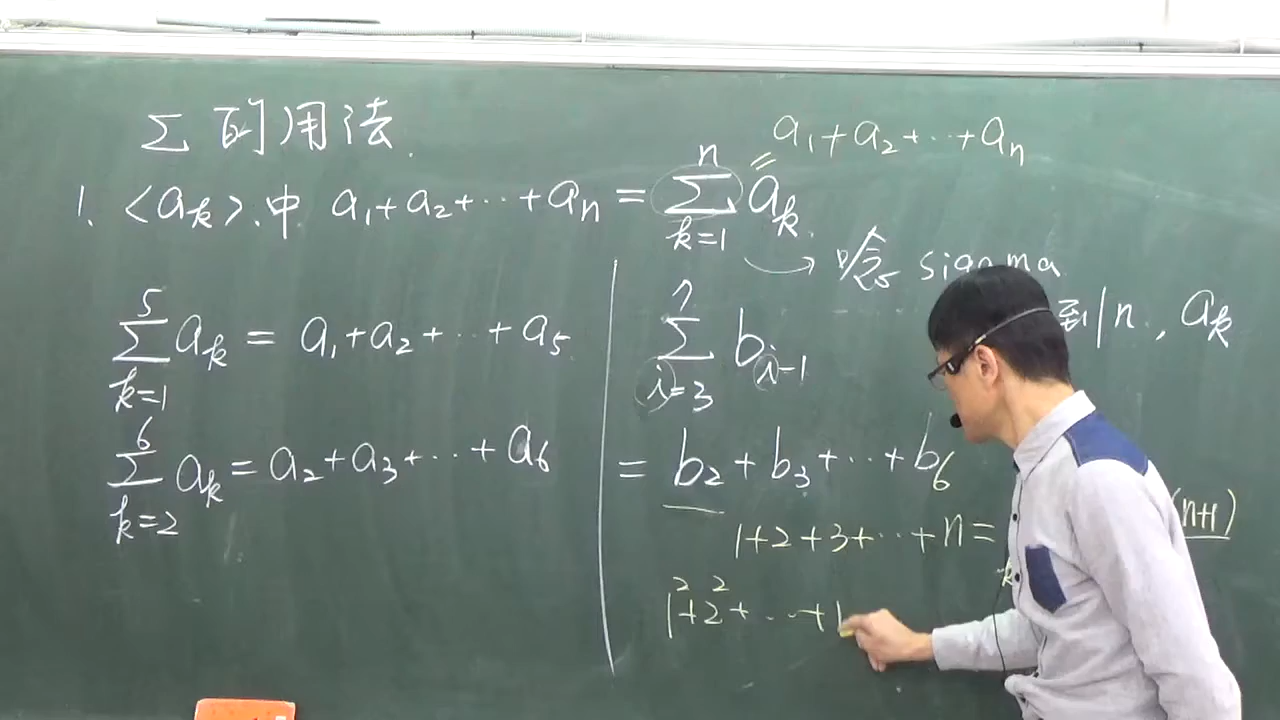 Σ的用法.
a₁+a₂+⋯+aₙ
1. <aₖ>中 a₁+a₂+⋯+aₙ = Σₖ₌₁ⁿ aₖ
→ 唸 sigma
Σₖ₌₁⁵ aₖ = a₁+a₂+⋯+a₅
Σₖ₌₂⁶ aₖ = a₂+a₃+⋯+a₆
Σᵢ₌₃⁷ bᵢ₋₁
到 n, aₖ
= b₂+b₃+⋯+b₆
1+2+3+⋯+n = (n+1)
1²+2²+⋯+